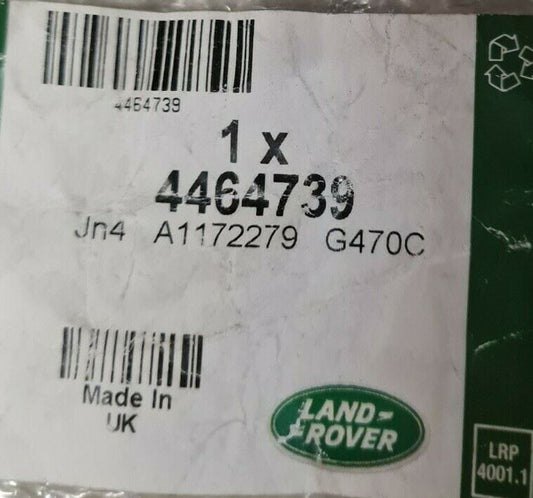 4464739
1 x
4464739
Jn4 A1172279 G470C
Made In
UK
LAND-
-ROVER
LRP
4001.1